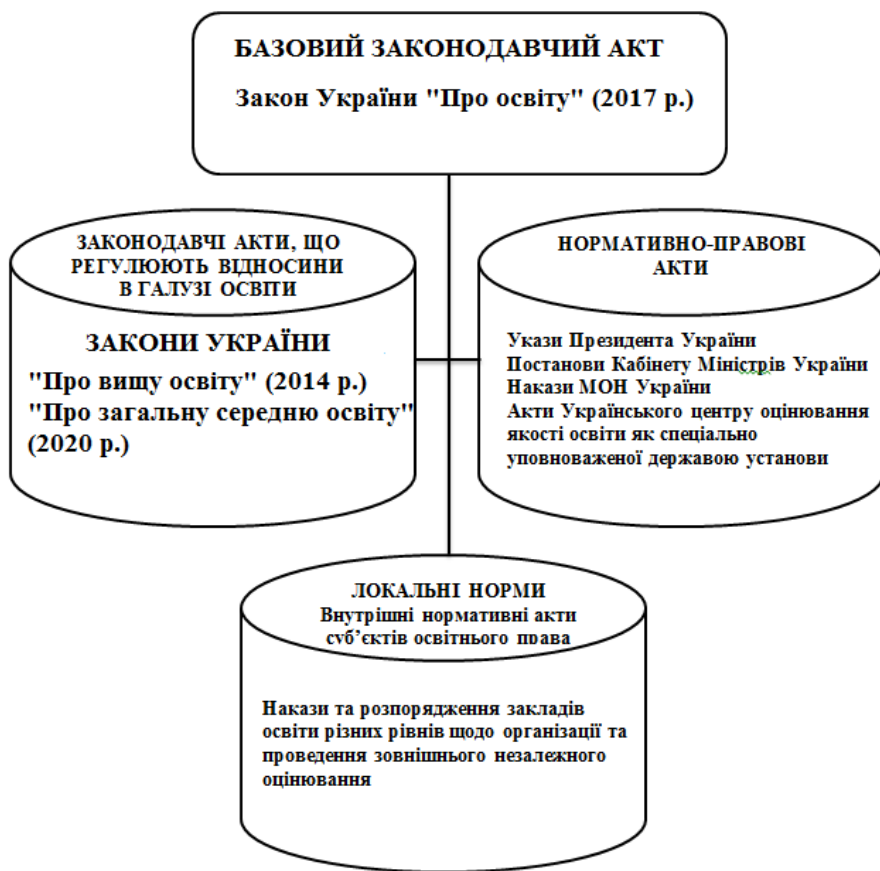 БАЗОВИЙ ЗАКОНОДАВЧИЙ АКТ
Закон України "Про освіту" (2017 р.)
ЗАКОНОДАВЧІ АКТИ, ЩО
РЕГУЛЮЮТЬ ВІДНОСИНИ
В ГАЛУЗІ ОСВІТИ
ЗАКОНИ УКРАЇНИ
"Про вищу освіту" (2014 р.)
"Про загальну середню освіту"
(2020 р.)
НОРМАТИВНО-ПРАВОВІ
АКТИ
Укази Президента України
Постанови Кабінету Міністрів України
Накази МОН України
Акти Українського центру оцінювання
якості освіти як спеціально
уповноваженої державою установи
ЛОКАЛЬНІ НОРМИ
Внутрішні нормативні акти
суб’єктів освітнього права
Накази та розпорядження закладів
освіти різних рівнів щодо організації та
проведення зовнішнього незалежного
оцінювання